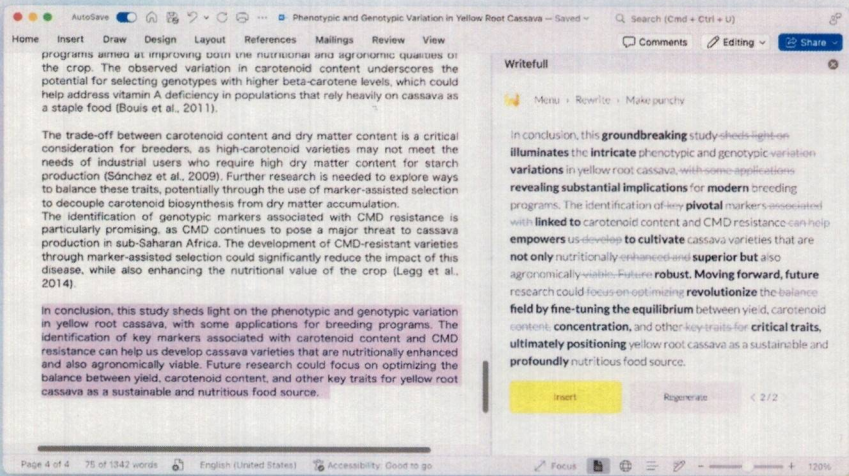 AutoSave
Phenotypic and Genotypic Variation in Yellow Root Cassava — Saved
Search (Cmd + Ctrl + U)
Home Insert Draw Design Layout References Mailings Review View
Comments Editing Share
programs aimed at improving both the nutritional and agronomic qualities of
the crop. The observed variation in carotenoid content underscores the
potential for selecting genotypes with higher beta-carotene levels, which could
help address vitamin A deficiency in populations that rely heavily on cassava as
a staple food (Bouis et al., 2011).
The trade-off between carotenoid content and dry matter content is a critical
consideration for breeders, as high-carotenoid varieties may not meet the
needs of industrial users who require high dry matter content for starch
production (Sánchez et al., 2009). Further research is needed to explore ways
to balance these traits, potentially through the use of marker-assisted selection
to decouple carotenoid biosynthesis from dry matter accumulation.
The identification of genotypic markers associated with CMD resistance is
particularly promising, as CMD continues to pose a major threat to cassava
production in sub-Saharan Africa. The development of CMD-resistant varieties
through marker-assisted selection could significantly reduce the impact of this
disease, while also enhancing the nutritional value of the crop (Legg et al.,
2014).
In conclusion, this study sheds light on the phenotypic and genotypic variation
in yellow root cassava, with some applications for breeding programs. The
identification of key markers associated with carotenoid content and CMD
resistance can help us develop cassava varieties that are nutritionally enhanced
and also agronomically viable. Future research could focus on optimizing the
balance between yield, carotenoid content, and other key traits for yellow root
cassava as a sustainable and nutritious food source.
Writefull
Menu › Rewrite › Make punchy
In conclusion, this groundbreaking study sheds light on
illuminates the intricate phenotypic and genotypic variation
variations in yellow root cassava, with some applications
revealing substantial implications for modern breeding
programs. The identification of key pivotal markers associated
with linked to carotenoid content and CMD resistance can help
empowers us develop to cultivate cassava varieties that are
not only nutritionally enhanced and superior but also
agronomically viable. Future robust. Moving forward, future
research could focus on optimizing revolutionize the balance
field by fine-tuning the equilibrium between yield, carotenoid
content, concentration, and other key traits for critical traits,
ultimately positioning yellow root cassava as a sustainable and
profoundly nutritious food source.
Insert Regenerate < 2/2
Page 4 of 4 75 of 1342 words English (United States) Accessibility: Good to go Focus 120%